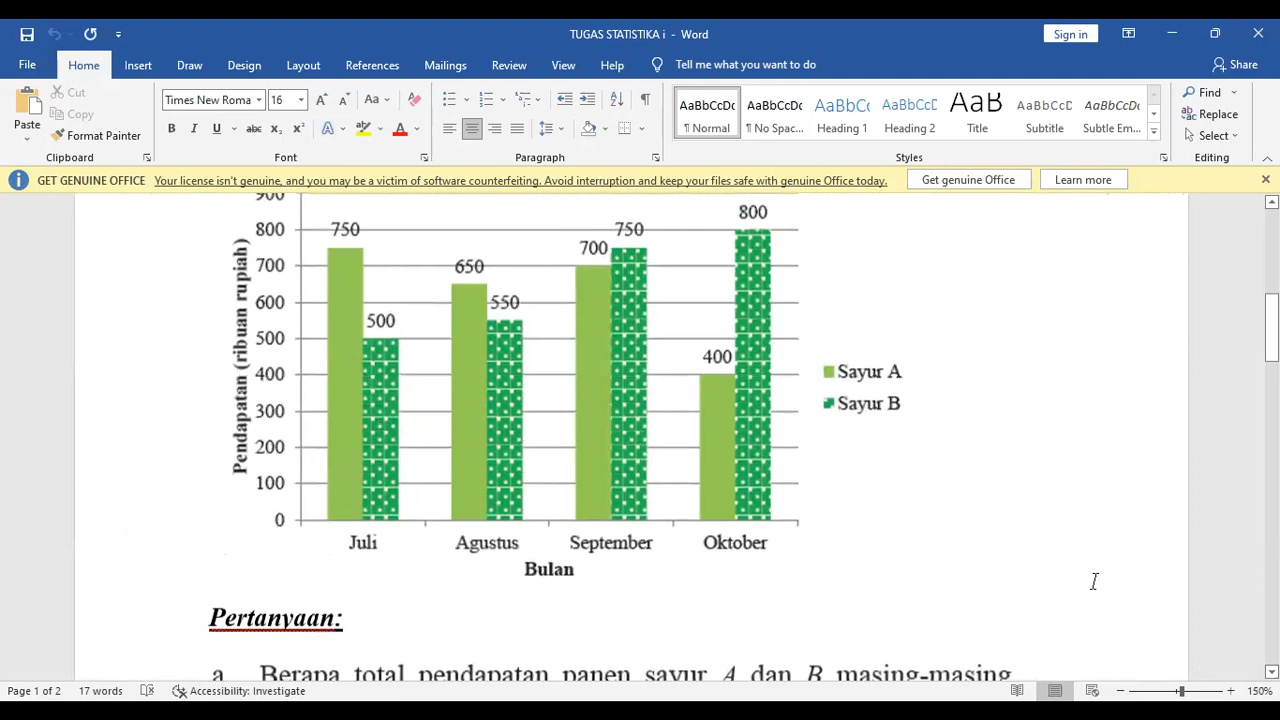 TUGAS STATISTIKA i - Word
Sign in
File Home Insert Draw Design Layout References Mailings Review View Help Tell me what you want to do Share
Paste
Cut
Copy
Format Painter
Clipboard
Times New Roma 16
Font
Paragraph
AaBbCcDc AaBbCcDc AaBbCc AaBbCcD AaB AaBbCcD AaBbCcDc
¶ Normal ¶ No Spac... Heading 1 Heading 2 Title Subtitle Subtle Em...
Styles
Find
Replace
Select
Editing
GET GENUINE OFFICE Your license isn't genuine, and you may be a victim of software counterfeiting. Avoid interruption and keep your files safe with genuine Office today. Get genuine Office Learn more
Pendapatan (ribuan rupiah)
900
800
700
600
500
400
300
200
100
0
750
500
650
550
700
750
400
800
Juli Agustus September Oktober
Bulan
Sayur A
Sayur B
Pertanyaan:
a Berapa total pendapatan panen sayur A dan B masing-masing
Page 1 of 2 17 words Accessibility: Investigate 150%